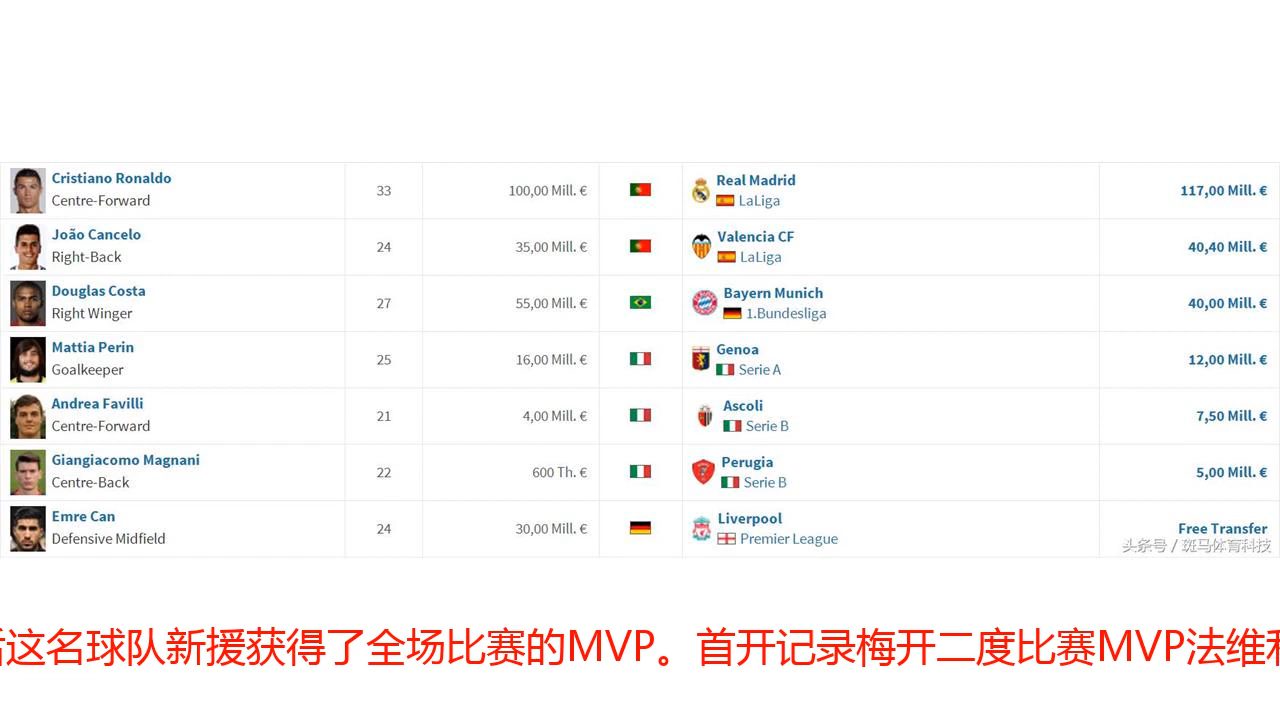 Cristiano Ronaldo
Centre-Forward
33
100,00 Mill. €
Real Madrid
LaLiga
117,00 Mill. €
João Cancelo
Right-Back
24
35,00 Mill. €
Valencia CF
LaLiga
40,40 Mill. €
Douglas Costa
Right Winger
27
55,00 Mill. €
Bayern Munich
1.Bundesliga
40,00 Mill. €
Mattia Perin
Goalkeeper
25
16,00 Mill. €
Genoa
Serie A
12,00 Mill. €
Andrea Favilli
Centre-Forward
21
4,00 Mill. €
Ascoli
Serie B
7,50 Mill. €
Giangiacomo Magnani
Centre-Back
22
600 Th. €
Perugia
Serie B
5,00 Mill. €
Emre Can
Defensive Midfield
24
30,00 Mill. €
Liverpool
Premier League
Free Transfer
头条号 / 斑马体育科技
这名球队新援获得了全场比赛的MVP。首开记录梅开二度比赛MVP法维